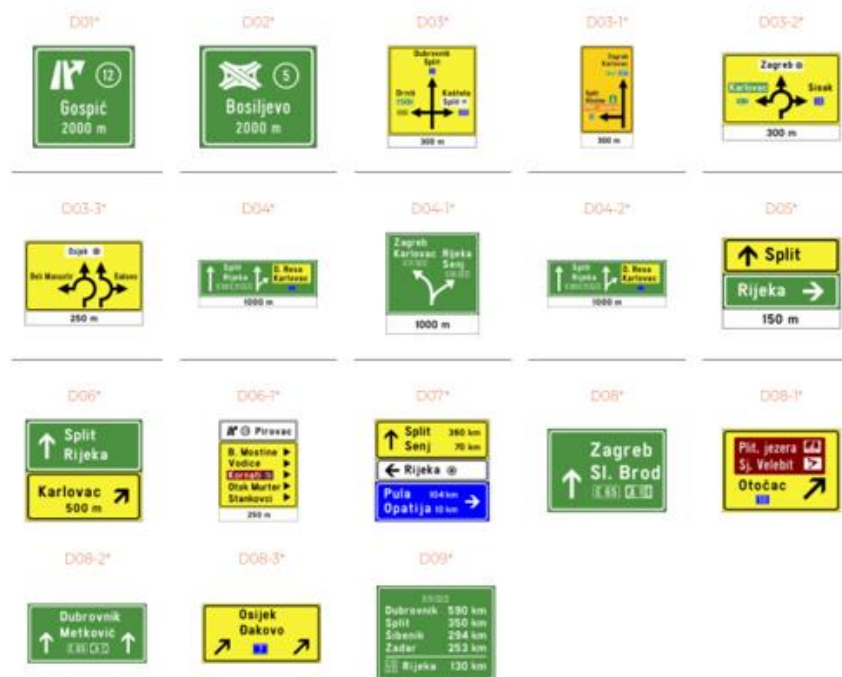 D01* D02* D03* D03-1* D03-2*
12
Gospić
2000 m
5
Bosiljevo
2000 m
Dubrovnik
Split
Drniš
Kaštela
Split
300 m
Zagreb
Karlovac
Split
Rijeka
300 m
Zagreb
Karlovac
Sisak
300 m
D03-3* D04* D04-1* D04-2* D05*
Osijek
Beli Manastir
250 m
Split
Rijeka
D. Resa
Karlovac
1000 m
Zagreb
Karlovac
Rijeka
Senj
1000 m
Split
Rijeka
D. Resa
Karlovac
1000 m
Split
Rijeka
150 m
D06* D06-1* D07* D08* D08-1*
Split
Rijeka
Karlovac
500 m
Pirovac
B. Mostine
Vodice
Kornati
Otok Murter
Stankovci
250 m
Split 360 km
Senj 70 km
Rijeka
Pula 104 km
Opatija 10 km
Zagreb
Sl. Brod
E 65
Plit. jezera
Sj. Velebit
Otočac
D08-2* D08-3* D09*
Dubrovnik
Metković
Osijek
Đakovo
7
Dubrovnik 590 km
Split 350 km
Šibenik 294 km
Zadar 253 km
Rijeka 130 km